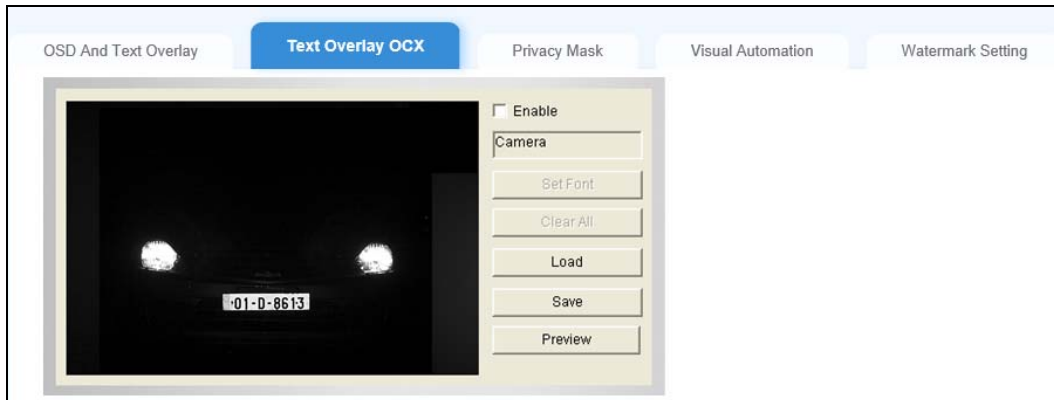 OSD And Text Overlay
Text Overlay OCX
Privacy Mask
Visual Automation
Watermark Setting
Enable
Camera
Set Font
Clear All
Load
Save
Preview
01-D-8613